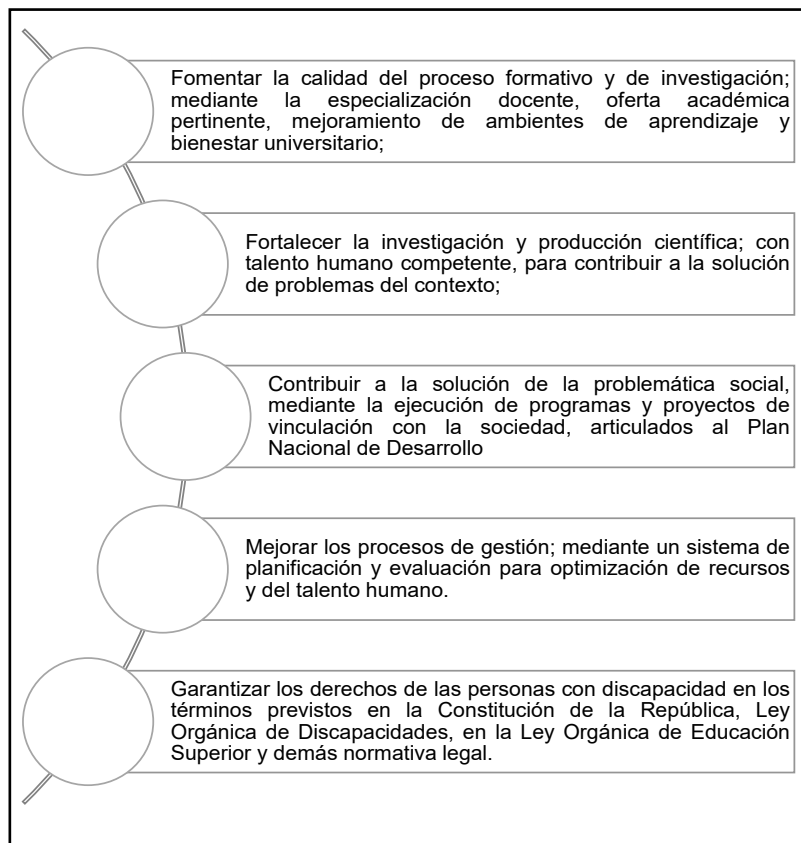 Fomentar la calidad del proceso formativo y de investigación;
mediante la especialización docente, oferta académica
pertinente, mejoramiento de ambientes de aprendizaje y
bienestar universitario;
Fortalecer la investigación y producción científica; con
talento humano competente, para contribuir a la solución
de problemas del contexto;
Contribuir a la solución de la problemática social,
mediante la ejecución de programas y proyectos de
vinculación con la sociedad, articulados al Plan
Nacional de Desarrollo
Mejorar los procesos de gestión; mediante un sistema de
planificación y evaluación para optimización de recursos
y del talento humano.
Garantizar los derechos de las personas con discapacidad en los
términos previstos en la Constitución de la República, Ley
Orgánica de Discapacidades, en la Ley Orgánica de Educación
Superior y demás normativa legal.